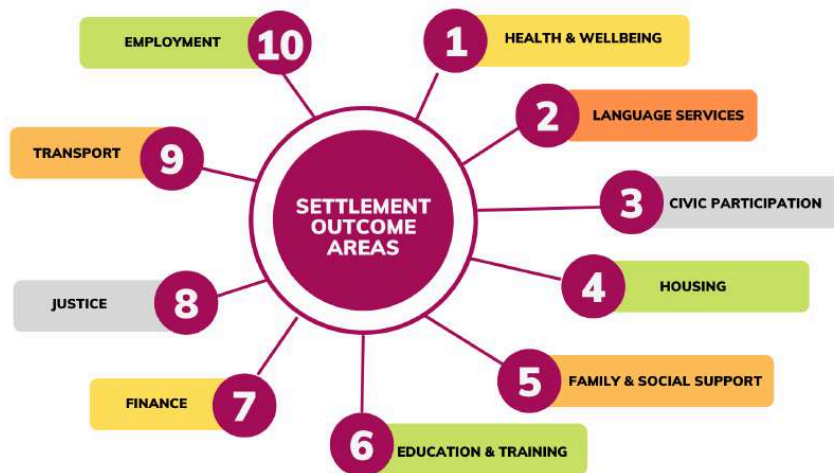 SETTLEMENT
OUTCOME
AREAS
1 HEALTH & WELLBEING
2 LANGUAGE SERVICES
3 CIVIC PARTICIPATION
4 HOUSING
5 FAMILY & SOCIAL SUPPORT
6 EDUCATION & TRAINING
7 FINANCE
8 JUSTICE
9 TRANSPORT
10 EMPLOYMENT